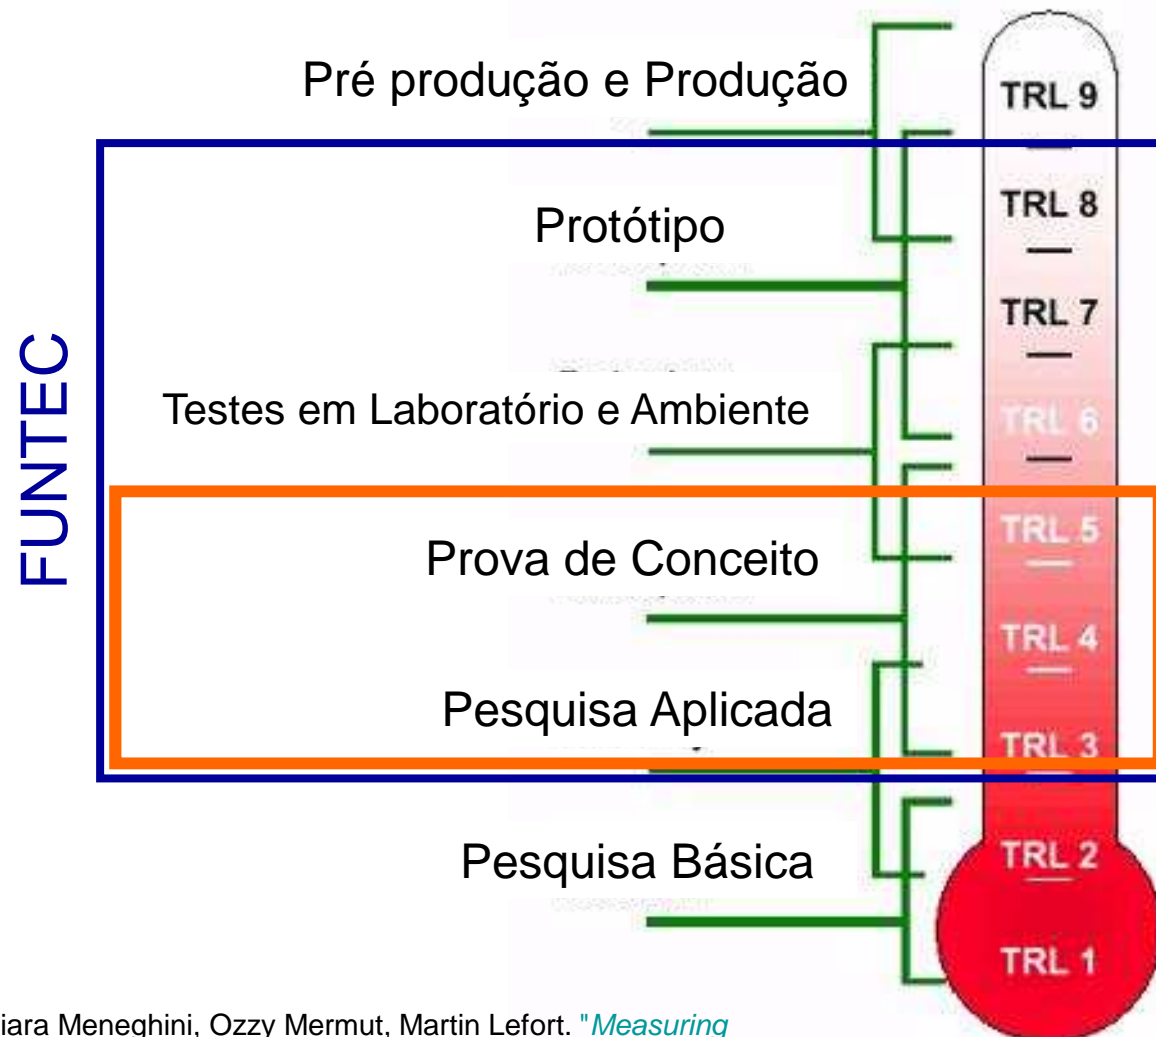 Pré produção e Produção
TRL 9
TRL 8
Protótipo
TRL 7
FUNTEC
Testes em Laboratório e Ambiente
TRL 6
TRL 5
Prova de Conceito
TRL 4
Pesquisa Aplicada
TRL 3
Pesquisa Básica
TRL 2
TRL 1
iara Meneghini, Ozzy Mermut, Martin Lefort. "Measuring